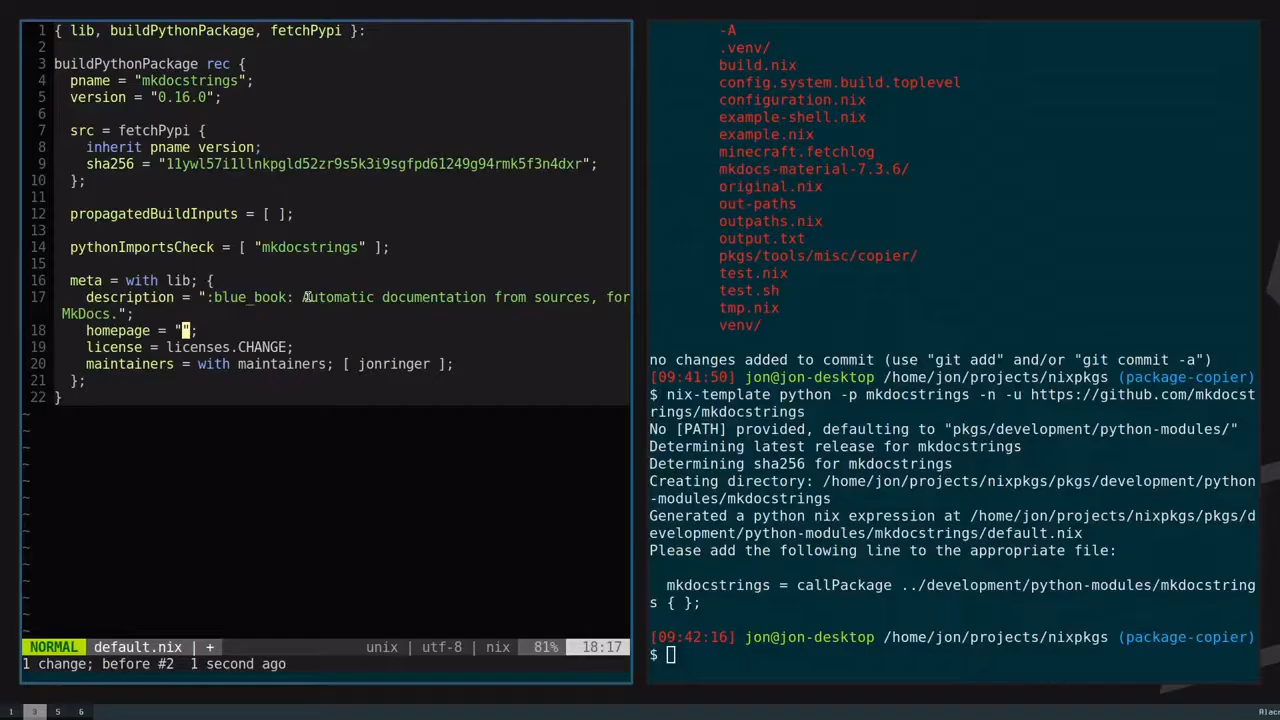 1 { lib, buildPythonPackage, fetchPypi }:
2
3 buildPythonPackage rec {
4   pname = "mkdocstrings";
5   version = "0.16.0";
6
7   src = fetchPypi {
8     inherit pname version;
9     sha256 = "11ywl57i1llnkpgld52zr9s5k3i9sgfpd61249g94rmk5f3n4dxr";
10   };
11
12   propagatedBuildInputs = [ ];
13
14   pythonImportsCheck = [ "mkdocstrings" ];
15
16   meta = with lib; {
17     description = ":blue_book: Automatic documentation from sources, for
MkDocs.";
18     homepage = "";
19     license = licenses.CHANGE;
20     maintainers = with maintainers; [ jonringer ];
21   };
22 }
~
~
~
~
~
~
~
~
~
~
~
~
~
~
NORMAL default.nix | + unix | utf-8 | nix 81% 18:17
1 change; before #2  1 second ago
-A
.venv/
build.nix
config.system.build.toplevel
configuration.nix
example-shell.nix
example.nix
minecraft.fetchlog
mkdocs-material-7.3.6/
original.nix
out-paths
outpaths.nix
output.txt
pkgs/tools/misc/copier/
test.nix
test.sh
tmp.nix
venv/
no changes added to commit (use "git add" and/or "git commit -a")
[09:41:50] jon@jon-desktop /home/jon/projects/nixpkgs (package-copier)
$ nix-template python -p mkdocstrings -n -u https://github.com/mkdocst
rings/mkdocstrings
No [PATH] provided, defaulting to "pkgs/development/python-modules/"
Determining latest release for mkdocstrings
Determining sha256 for mkdocstrings
Creating directory: /home/jon/projects/nixpkgs/pkgs/development/python
-modules/mkdocstrings
Generated a python nix expression at /home/jon/projects/nixpkgs/pkgs/d
evelopment/python-modules/mkdocstrings/default.nix
Please add the following line to the appropriate file:
mkdocstrings = callPackage ../development/python-modules/mkdocstring
s { };
[09:42:16] jon@jon-desktop /home/jon/projects/nixpkgs (package-copier)
$
1 3 5 6